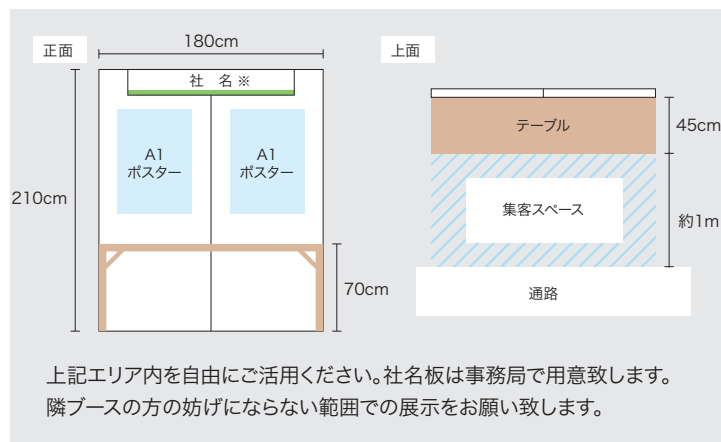 正面
180cm
上面
社 名 ※
A1
ポスター
A1
ポスター
210cm
70cm
テーブル
45cm
集客スペース
約1m
通路
上記エリア内を自由にご活用ください。社名板は事務局で用意致します。
隣ブースの方の妨げにならない範囲での展示をお願い致します。